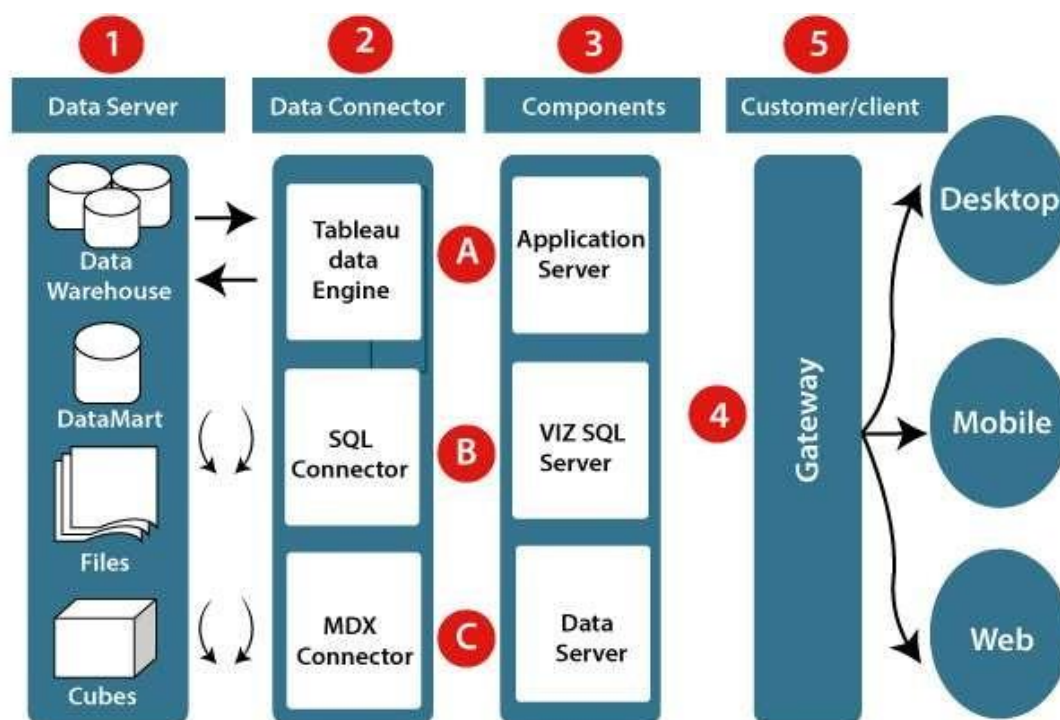 1
2
3
5
Data Server
Data Connector
Components
Customer/client
Data
Warehouse
DataMart
Files
Cubes
Tableau
data
Engine
SQL
Connector
MDX
Connector
A
B
C
Application
Server
VIZ SQL
Server
Data
Server
4
Gateway
Desktop
Mobile
Web